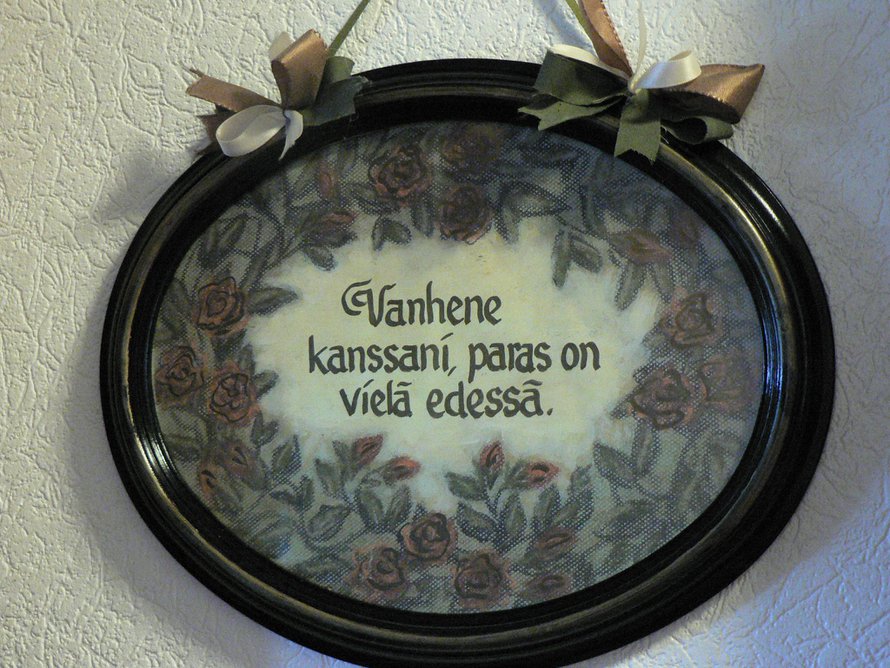 Vanhene
kanssani, paras on
vielä edessä.